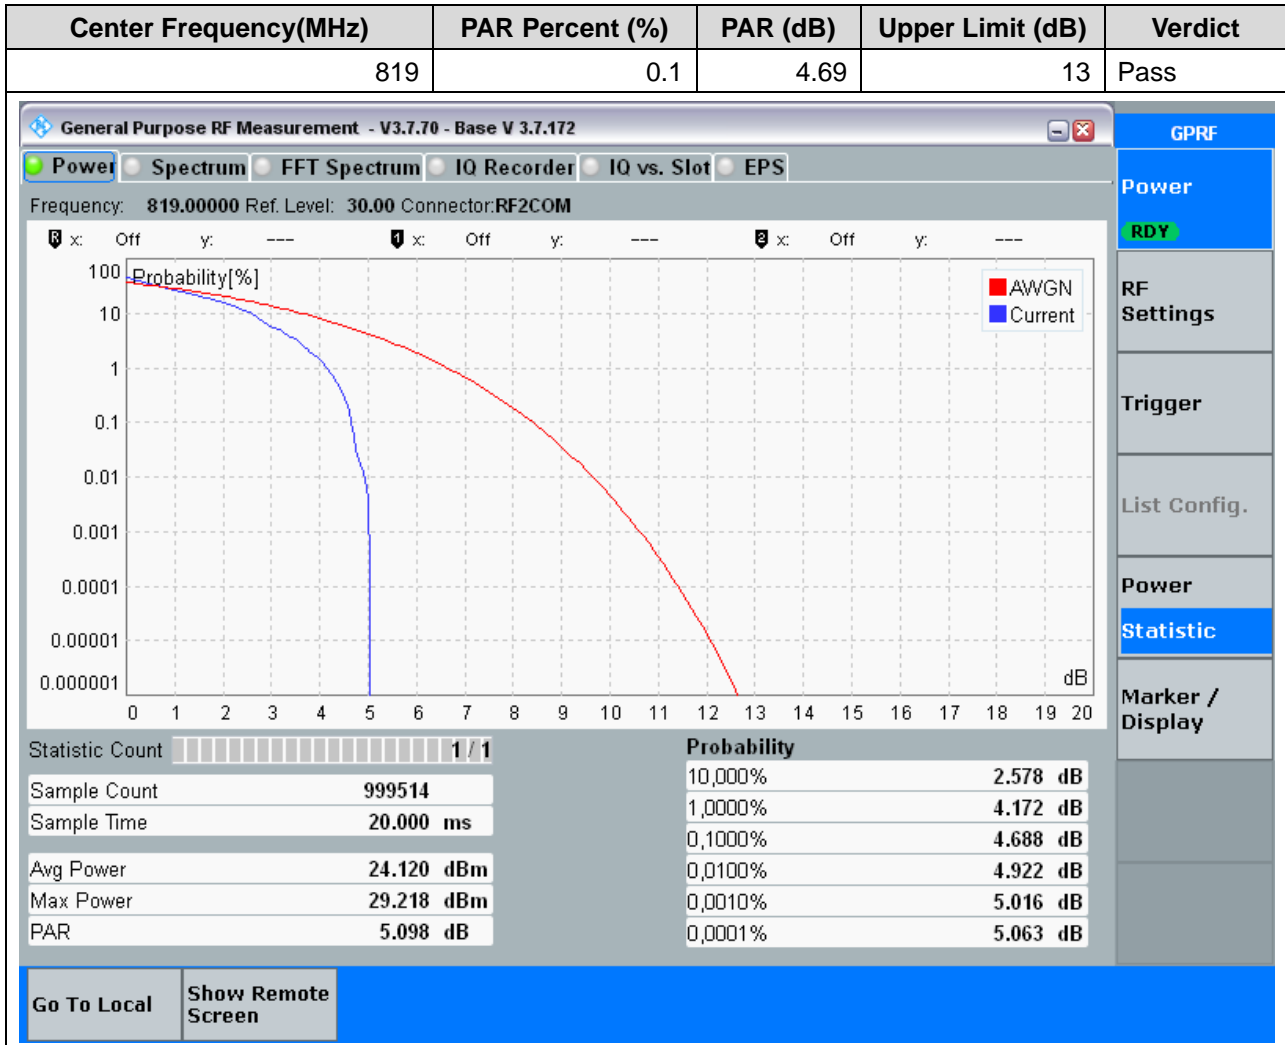 Center Frequency(MHz) PAR Percent (%) PAR (dB) Upper Limit (dB) Verdict
819 0.1 4.69 13 Pass
General Purpose RF Measurement - V3.7.70 - Base V 3.7.172
GPRF
Power Spectrum FFT Spectrum IQ Recorder IQ vs. Slot EPS
Power
RDY
Frequency: 819.00000 Ref. Level: 30.00 Connector:RF2COM
R x: Off y: --- 1 x: Off y: --- 2 x: Off y: ---
Probability[%]
100
10
1
0.1
0.01
0.001
0.0001
0.00001
0.000001
AWGN
Current
dB
0 1 2 3 4 5 6 7 8 9 10 11 12 13 14 15 16 17 18 19 20
RF
Settings
Trigger
List Config.
Power
Statistic
Marker /
Display
Statistic Count 1 / 1
Sample Count 999514
Sample Time 20.000 ms
Avg Power 24.120 dBm
Max Power 29.218 dBm
PAR 5.098 dB
Probability
10,000% 2.578 dB
1,0000% 4.172 dB
0,1000% 4.688 dB
0,0100% 4.922 dB
0,0010% 5.016 dB
0,0001% 5.063 dB
Go To Local
Show Remote
Screen